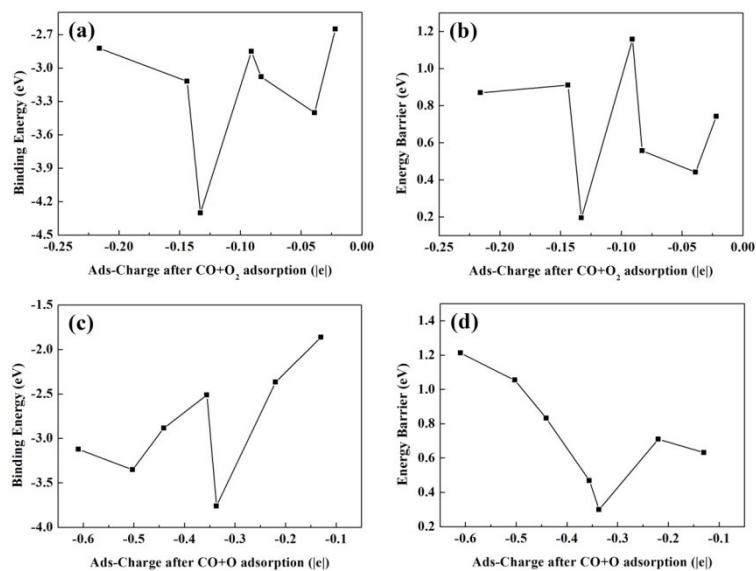 (a)
-2.7
-3.0
-3.3
-3.6
-3.9
-4.2
-4.5
Binding Energy (eV)
-0.25 -0.20 -0.15 -0.10 -0.05 0.00
Ads-Charge after CO+O₂ adsorption (|e|)
(b)
1.2
1.0
0.8
0.6
0.4
0.2
Energy Barrier (eV)
-0.25 -0.20 -0.15 -0.10 -0.05 0.00
Ads-Charge after CO+O₂ adsorption (|e|)
(c)
-1.5
-2.0
-2.5
-3.0
-3.5
-4.0
Binding Energy (eV)
-0.6 -0.5 -0.4 -0.3 -0.2 -0.1
Ads-Charge after CO+O adsorption (|e|)
(d)
1.4
1.2
1.0
0.8
0.6
0.4
0.2
Energy Barrier (eV)
-0.6 -0.5 -0.4 -0.3 -0.2 -0.1
Ads-Charge after CO+O adsorption (|e|)